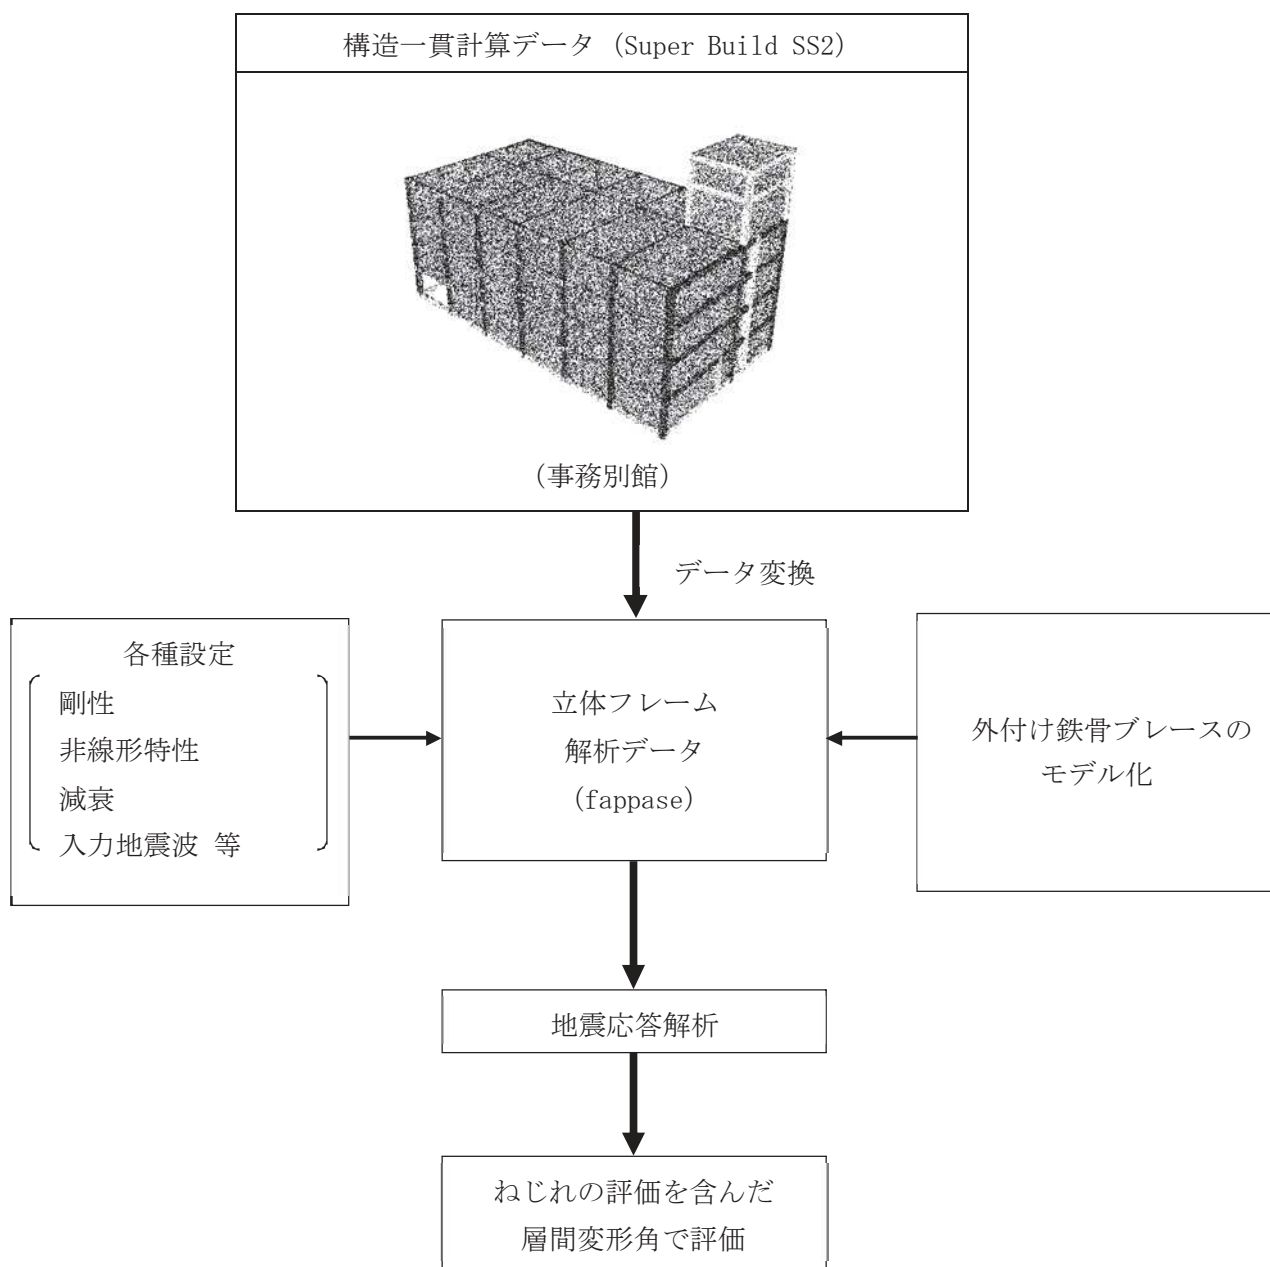 構造一貫計算データ (Super Build SS2)
(事務別館)
データ変換
各種設定
剛性
非線形特性
減衰
入力地震波 等
立体フレーム
解析データ
(fappase)
外付け鉄骨ブレースの
モデル化
地震応答解析
ねじれの評価を含んだ
層間変形角で評価